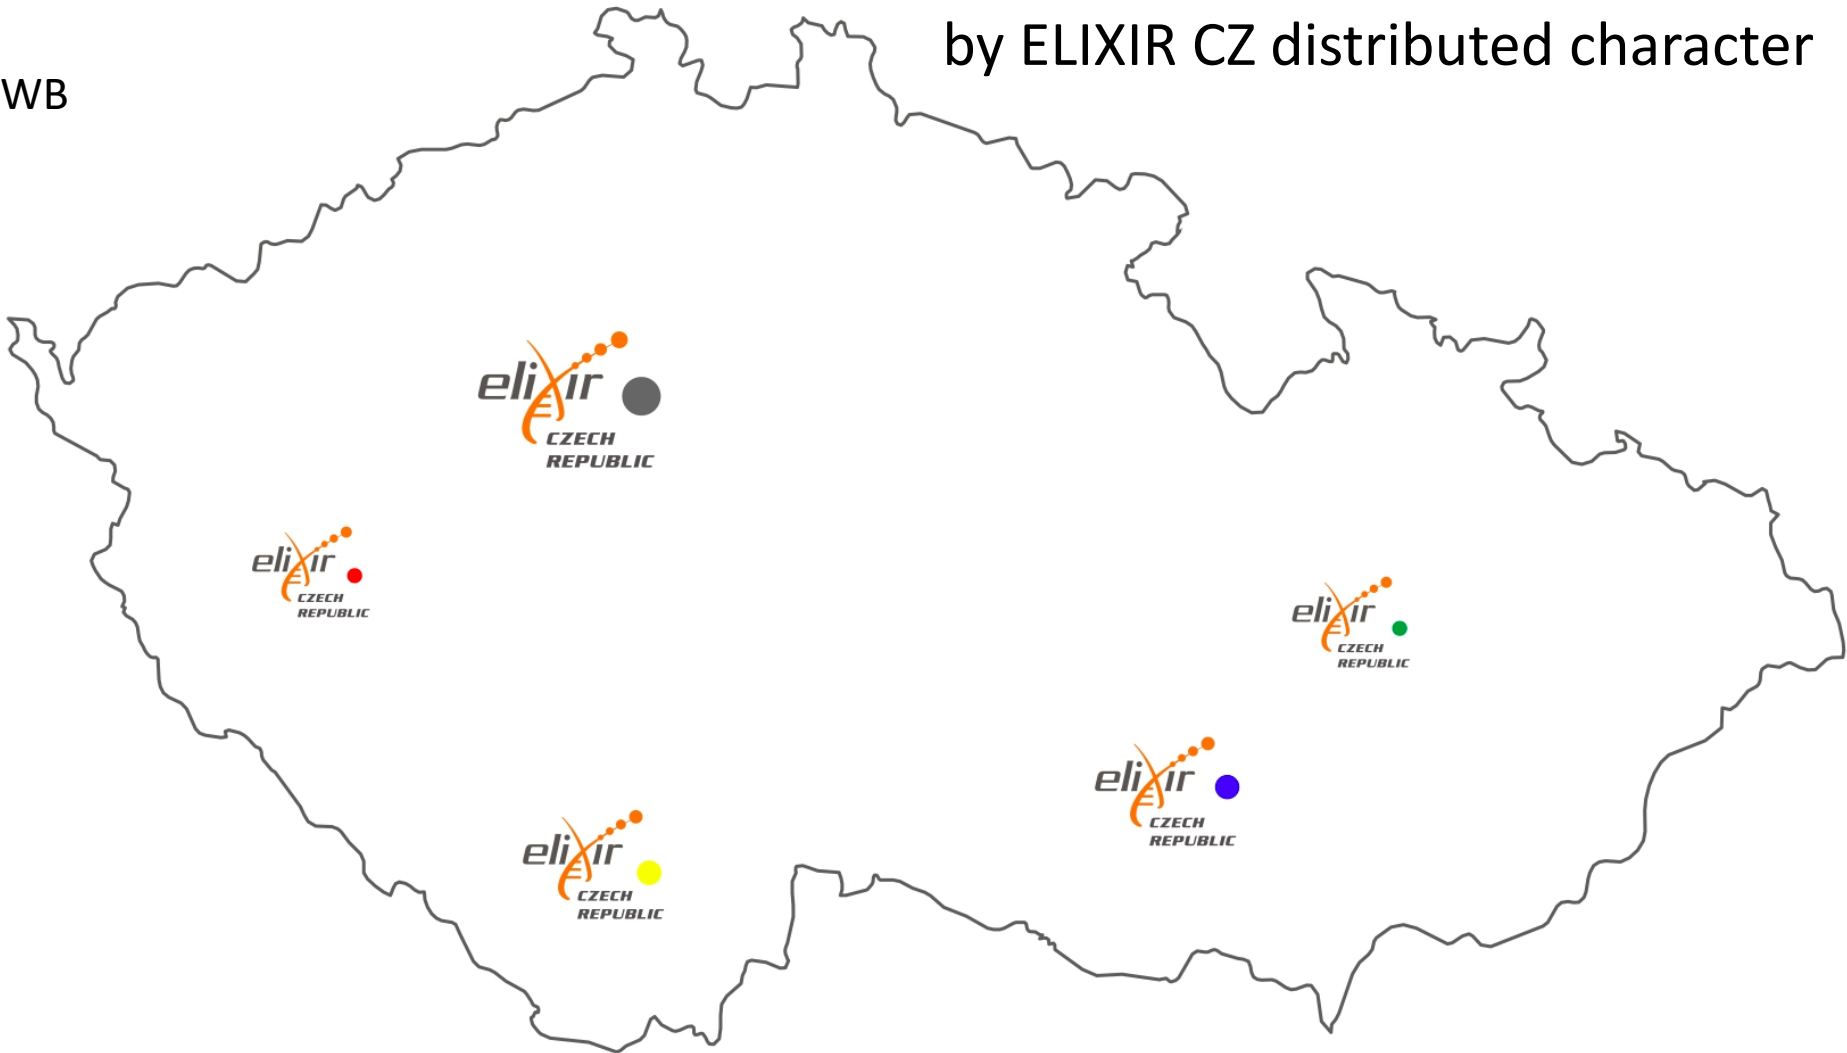 by ELIXIR CZ distributed character
WB
elixir
CZECH
REPUBLIC
elixir
CZECH
REPUBLIC
elixir
CZECH
REPUBLIC
elixir
CZECH
REPUBLIC
elixir
CZECH
REPUBLIC